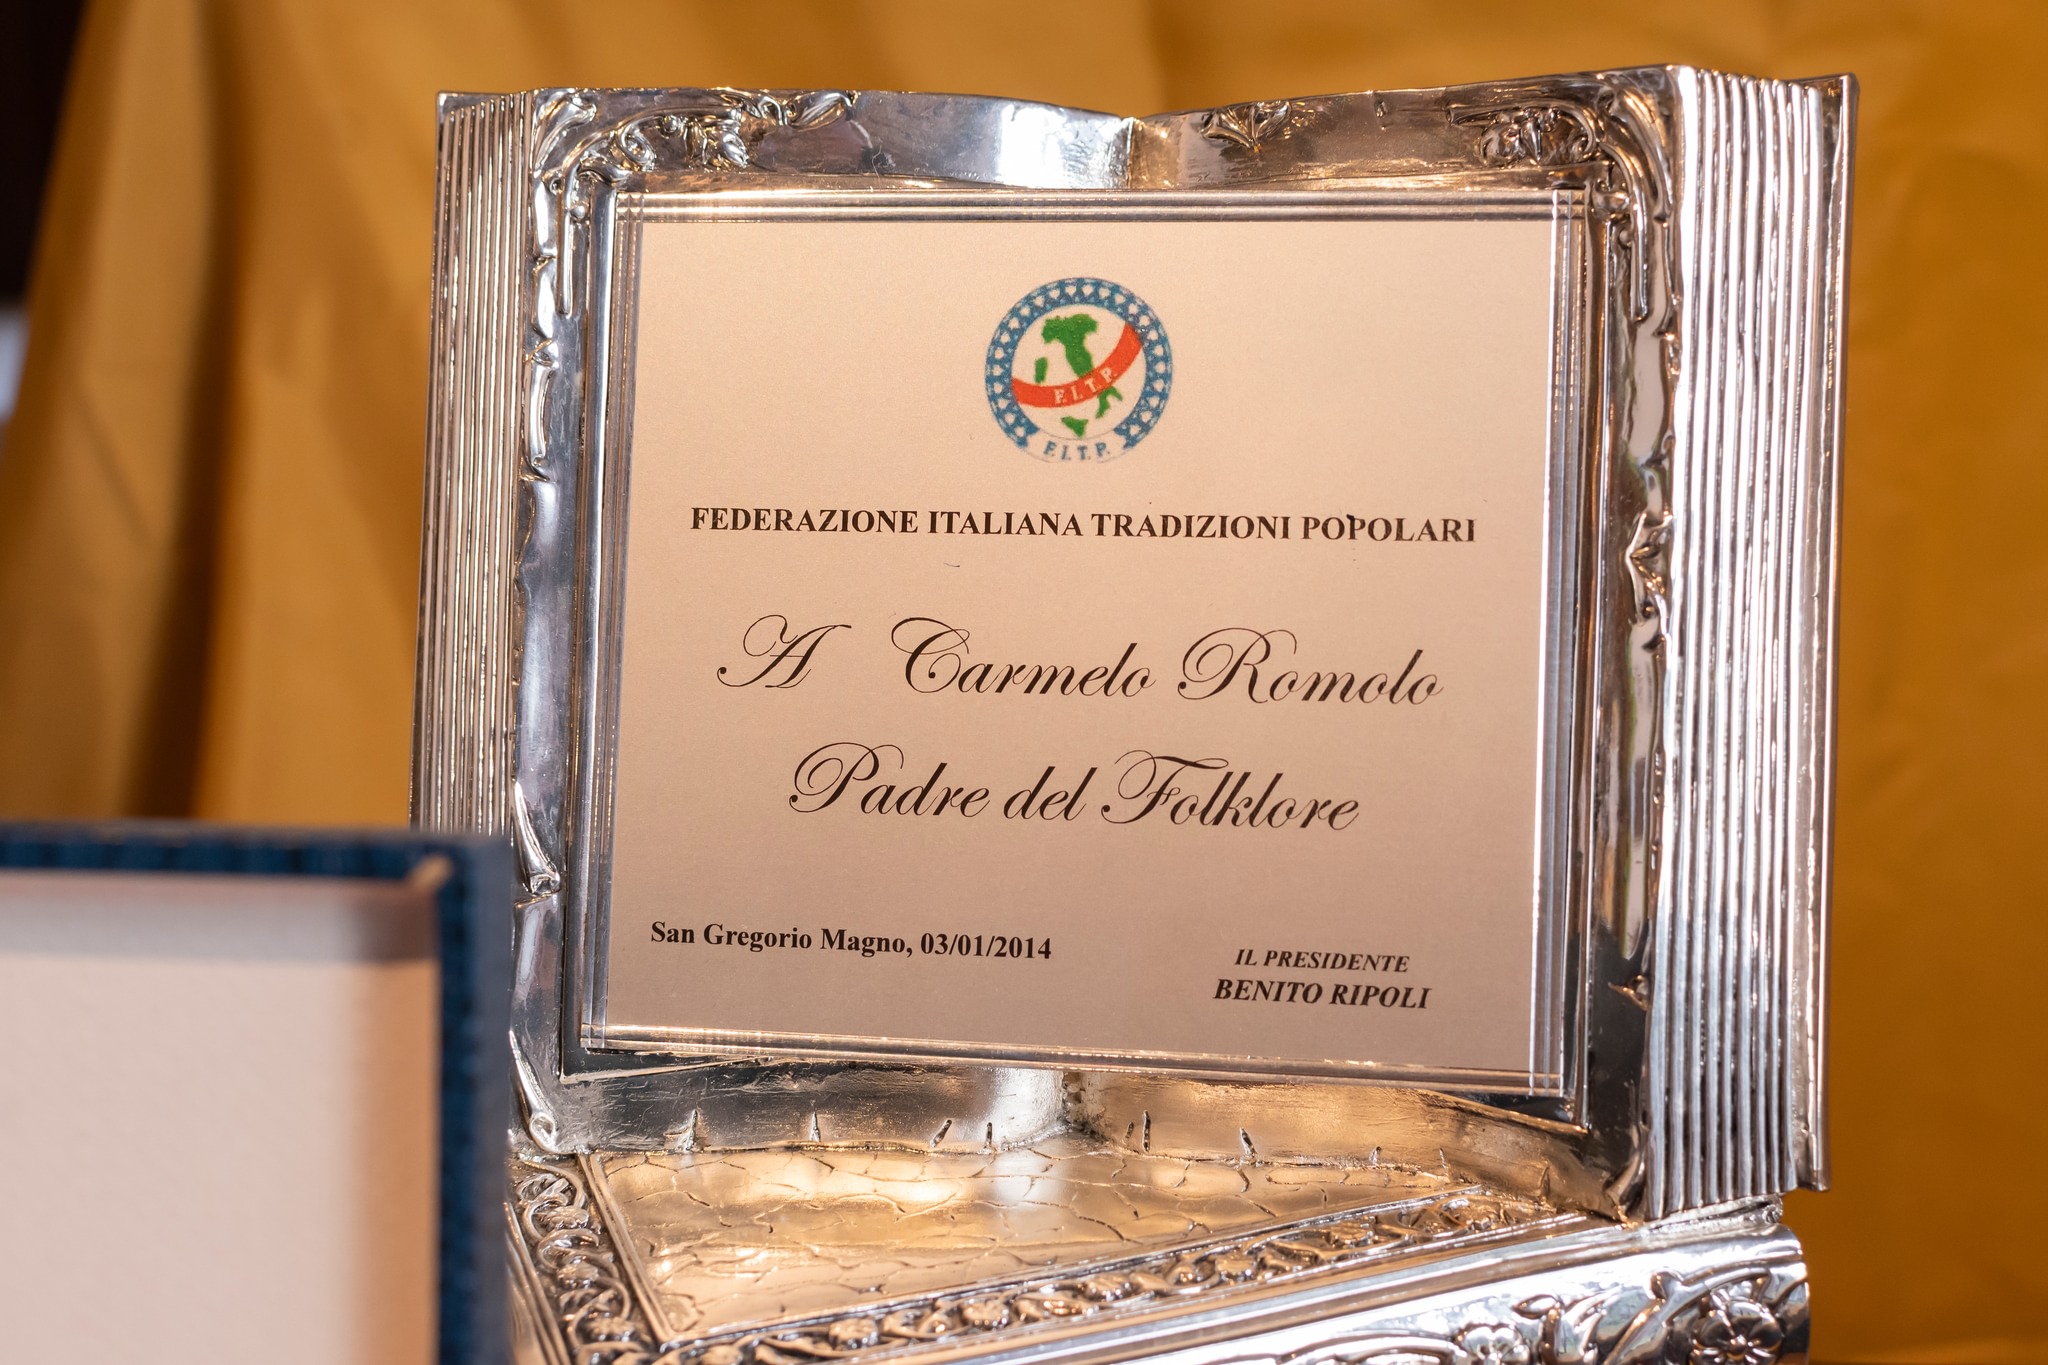 F.I.T.P.
F.I.T.P.
FEDERAZIONE ITALIANA TRADIZIONI POPOLARI
A Carmelo Romolo
Padre del Folklore
San Gregorio Magno, 03/01/2014
IL PRESIDENTE
BENITO RIPOLI